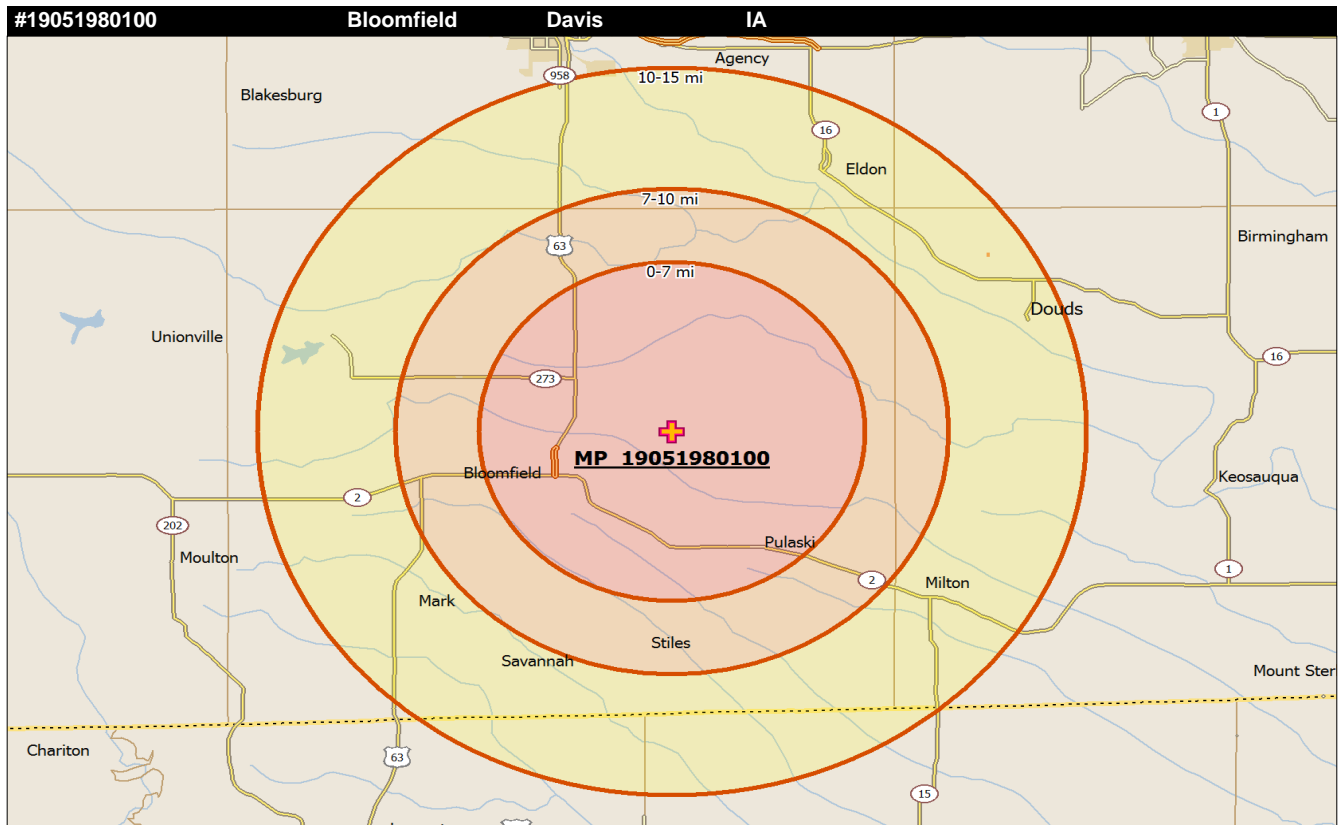 #19051980100 Bloomfield Davis IA
Agency
958
10-15 mi
Blakesburg
1
16
Eldon
7-10 mi
Birmingham
63
0-7 mi
Douds
Unionville
16
273
MP 19051980100
Bloomfield
Keosauqua
2
202
Pulaski
Moulton
1
2
Milton
Mark
Stiles
Savannah
Mount Ster
Chariton
63
15